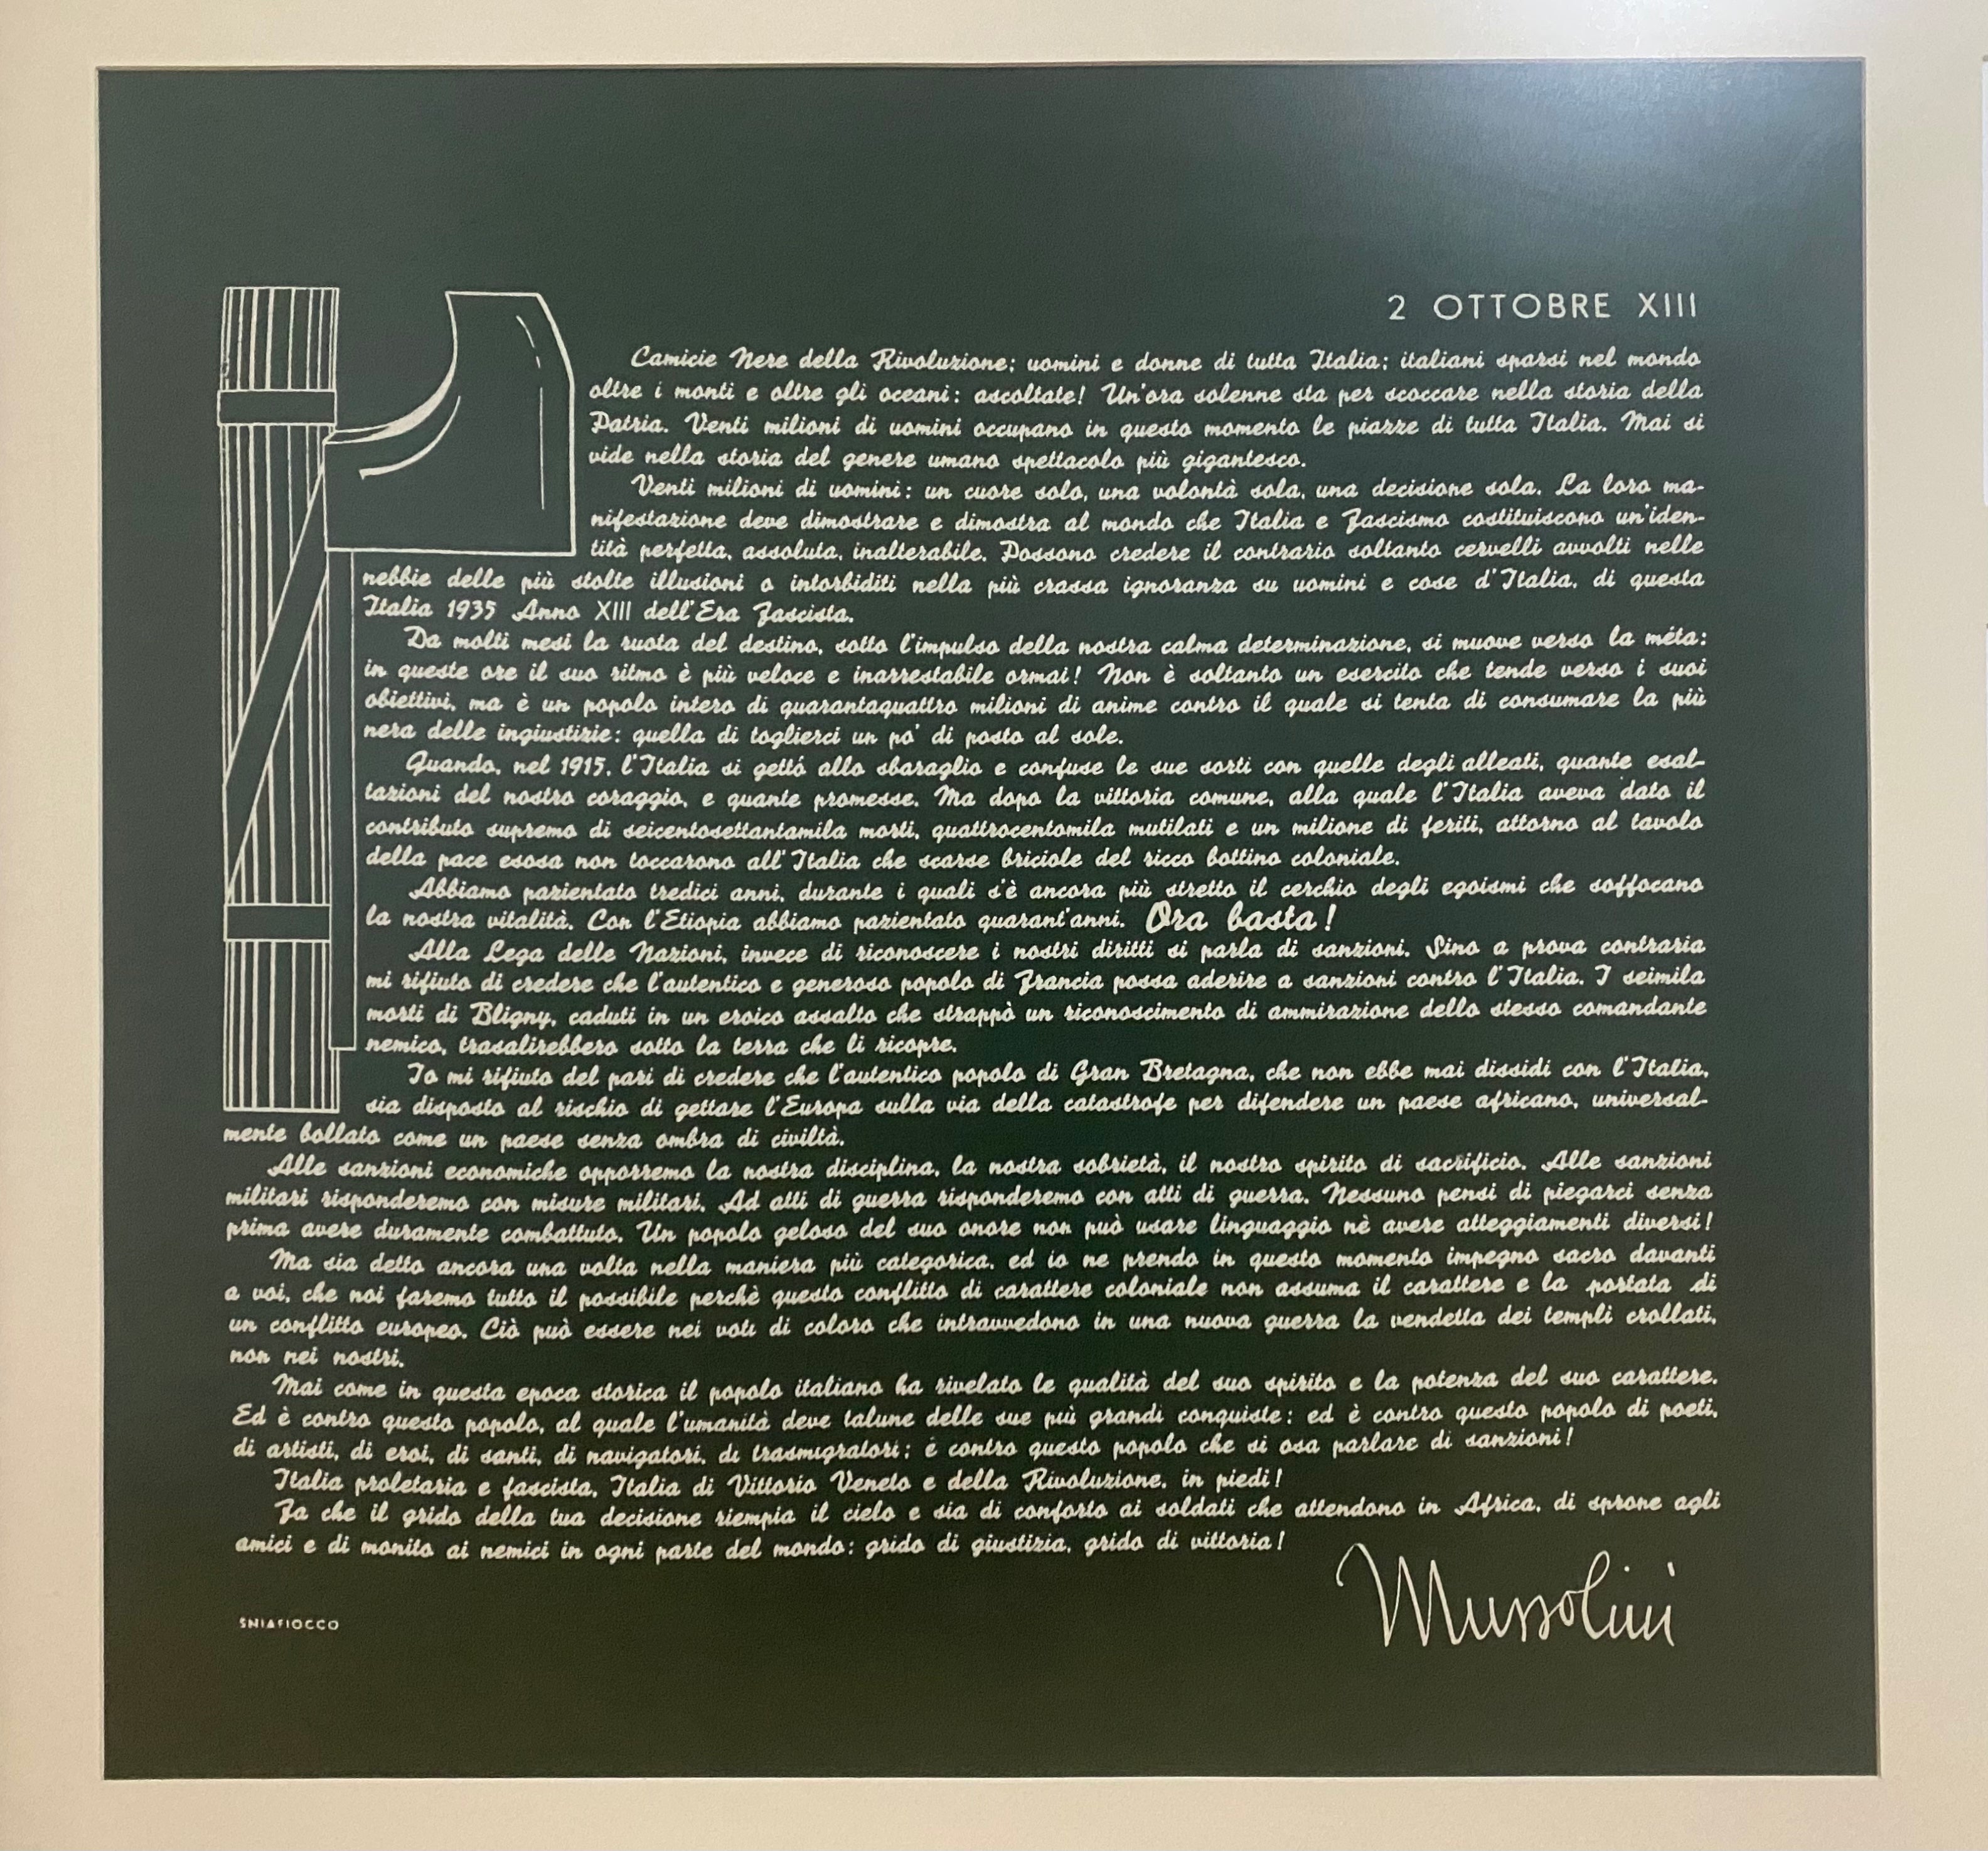 2 OTTOBRE XIII
Camicie Nere della Rivoluzione; uomini e donne di tutta Italia; italiani sparsi nel mondo
oltre i monti e oltre gli oceani: ascoltate! Un'ora solenne sta per scoccare nella storia della
Patria. Venti milioni di uomini occupano in questo momento le piazze di tutta Italia. Mai si
vide nella storia del genere umano spettacolo più gigantesco.
Venti milioni di uomini: un cuore solo, una volontà sola, una decisione sola. La loro ma-
nifestazione deve dimostrare e dimostra al mondo che Italia e Fascismo costituiscono un'iden-
tità perfetta, assoluta, inalterabile. Possono credere il contrario soltanto cervelli avvolti nelle
nebbie delle più stolte illusioni o intorbiditi nella più crassa ignoranza su uomini e cose d'Italia, di questa
Italia 1935 Anno XIII dell'Era Fascista.
Da molti mesi la ruota del destino, sotto l'impulso della nostra calma determinazione, si muove verso la méta:
in queste ore il suo ritmo è più veloce e inarrestabile ormai! Non è soltanto un esercito che tende verso i suoi
obiettivi, ma è un popolo intero di quarantaquattro milioni di anime contro il quale si tenta di consumare la più
nera delle ingiustizie: quella di toglierci un po' di posto al sole.
Quando, nel 1915, l'Italia si gettó allo sbaraglio e confuse le sue sorti con quelle degli alleati, quante esal-
tazioni del nostro coraggio, e quante promesse. Ma dopo la vittoria comune, alla quale l'Italia aveva dato il
contributo supremo di seicentosettantamila morti, quattrocentomila mutilati e un milione di feriti, attorno al tavolo
della pace esosa non toccarono all'Italia che scarse briciole del ricco bottino coloniale.
Abbiamo pazientato tredici anni, durante i quali s'è ancora più stretto il cerchio degli egoismi che soffocano
la nostra vitalità. Con l'Etiopia abbiamo pazientato quarant'anni. Ora basta!
Alla Lega delle Nazioni, invece di riconoscere i nostri diritti si parla di sanzioni. Sino a prova contraria
mi rifiuto di credere che l'autentico e generoso popolo di Francia possa aderire a sanzioni contro l'Italia. I seimila
morti di Bligny, caduti in un eroico assalto che strappò un riconoscimento di ammirazione dello stesso comandante
nemico, trasalirebbero sotto la terra che li ricopre.
Io mi rifiuto del pari di credere che l'autentico popolo di Gran Bretagna, che non ebbe mai dissidi con l'Italia,
sia disposto al rischio di gettare l'Europa sulla via della catastrofe per difendere un paese africano, universal-
mente bollato come un paese senza ombra di civiltà.
Alle sanzioni economiche opporremo la nostra disciplina, la nostra sobrietà, il nostro spirito di sacrificio. Alle sanzioni
militari risponderemo con misure militari. Ad atti di guerra risponderemo con atti di guerra. Nessuno pensi di piegarci senza
prima avere duramente combattuto. Un popolo geloso del suo onore non può usare linguaggio nè avere atteggiamenti diversi!
Ma sia detto ancora una volta nella maniera più categorica, ed io ne prendo in questo momento impegno sacro davanti
a voi, che noi faremo tutto il possibile perchè questo conflitto di carattere coloniale non assuma il carattere e la portata di
un conflitto europeo. Ciò può essere nei voti di coloro che intravvedono in una nuova guerra la vendetta dei templi crollati,
non nei nostri.
Mai come in questa epoca storica il popolo italiano ha rivelato le qualità del suo spirito e la potenza del suo carattere.
Ed è contro questo popolo, al quale l'umanità deve talune delle sue più grandi conquiste: ed è contro questo popolo di poeti,
di artisti, di eroi, di santi, di navigatori, di trasmigratori; é contro questo popolo che si osa parlare di sanzioni!
Italia proletaria e fascista, Italia di Vittorio Veneto e della Rivoluzione, in piedi!
Fa che il grido della tua decisione riempia il cielo e sia di conforto ai soldati che attendono in Africa, di sprone agli
amici e di monito ai nemici in ogni parte del mondo: grido di giustizia, grido di vittoria!
Mussolini
SNIAFIOCCO